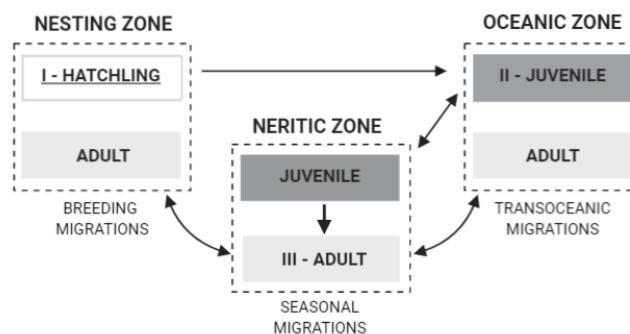 NESTING ZONE
I - HATCHLING
ADULT
BREEDING
MIGRATIONS
NERITIC ZONE
JUVENILE
III - ADULT
SEASONAL
MIGRATIONS
OCEANIC ZONE
II - JUVENILE
ADULT
TRANSOCEANIC
MIGRATIONS